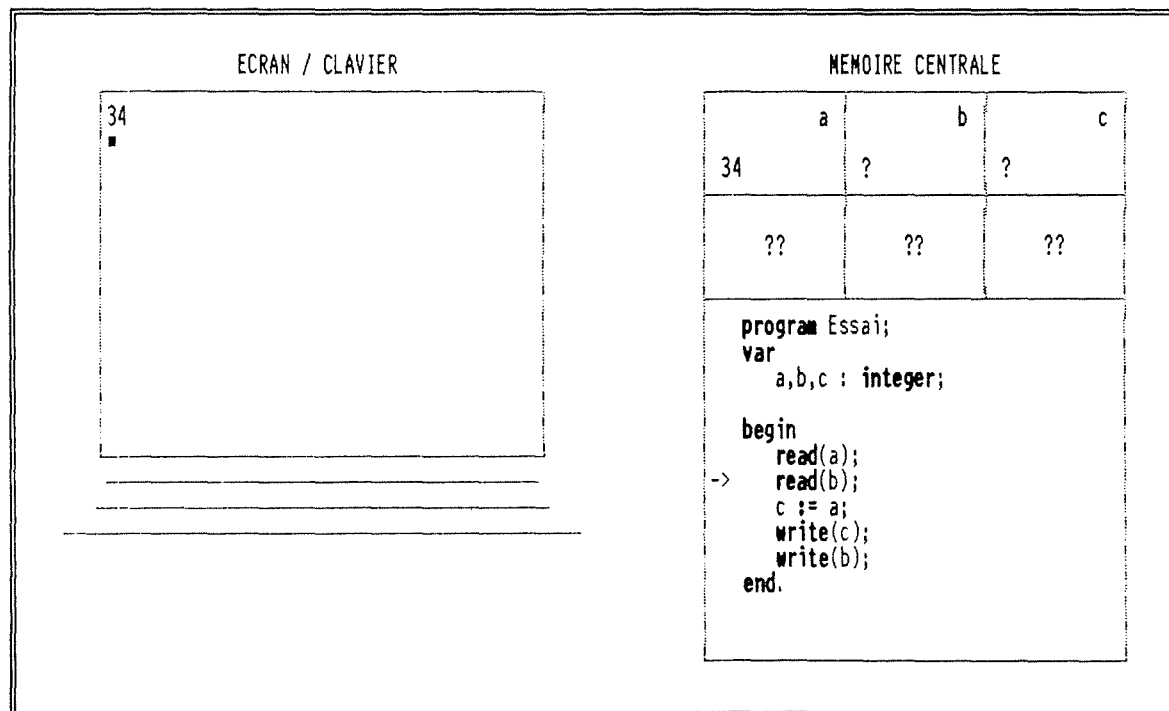 ECRAN / CLAVIER
34
MEMOIRE CENTRALE
a b c
34 ? ?
?? ?? ??
program Essai;
var
a,b,c : integer;
begin
read(a);
-> read(b);
c := a;
write(c);
write(b);
end.